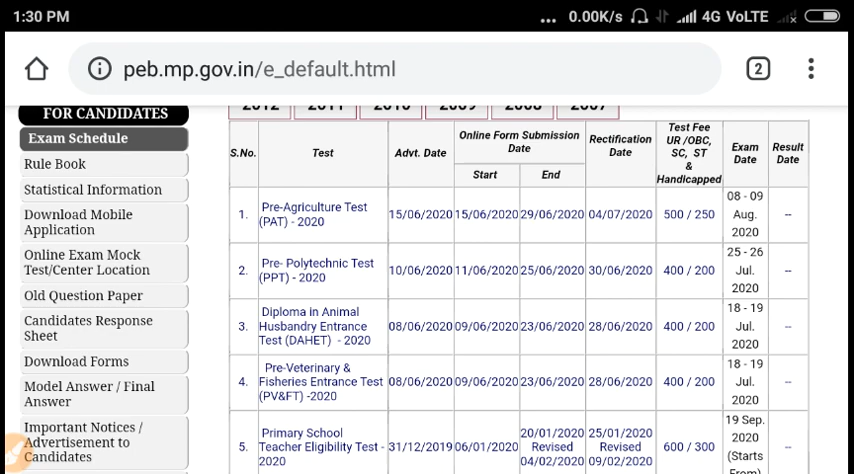 1:30 PM
... 0.00K/s 4G VoLTE
peb.mp.gov.in/e_default.html
2
FOR CANDIDATES
Exam Schedule
Rule Book
Statistical Information
Download Mobile
Application
Online Exam Mock
Test/Center Location
Old Question Paper
Candidates Response
Sheet
Download Forms
Model Answer / Final
Answer
Important Notices /
Advertisement to
Candidates
2012 2011 2010 2009 2008 2007
S.No. Test Advt. Date Online Form Submission Date Rectification Date Test Fee UR /OBC, SC, ST & Handicapped Exam Date Result Date
Start End
1. Pre-Agriculture Test (PAT) - 2020 15/06/2020 15/06/2020 29/06/2020 04/07/2020 500 / 250 08 - 09 Aug. 2020 --
2. Pre- Polytechnic Test (PPT) - 2020 10/06/2020 11/06/2020 25/06/2020 30/06/2020 400 / 200 25 - 26 Jul. 2020 --
3. Diploma in Animal Husbandry Entrance Test (DAHET) - 2020 08/06/2020 09/06/2020 23/06/2020 28/06/2020 400 / 200 18 - 19 Jul. 2020 --
4. Pre-Veterinary & Fisheries Entrance Test (PV&FT) -2020 08/06/2020 09/06/2020 23/06/2020 28/06/2020 400 / 200 18 - 19 Jul. 2020 --
5. Primary School Teacher Eligibility Test - 2020 31/12/2019 06/01/2020 20/01/2020 Revised 04/02/2020 25/01/2020 Revised 09/02/2020 600 / 300 19 Sep. 2020 (Starts From) --